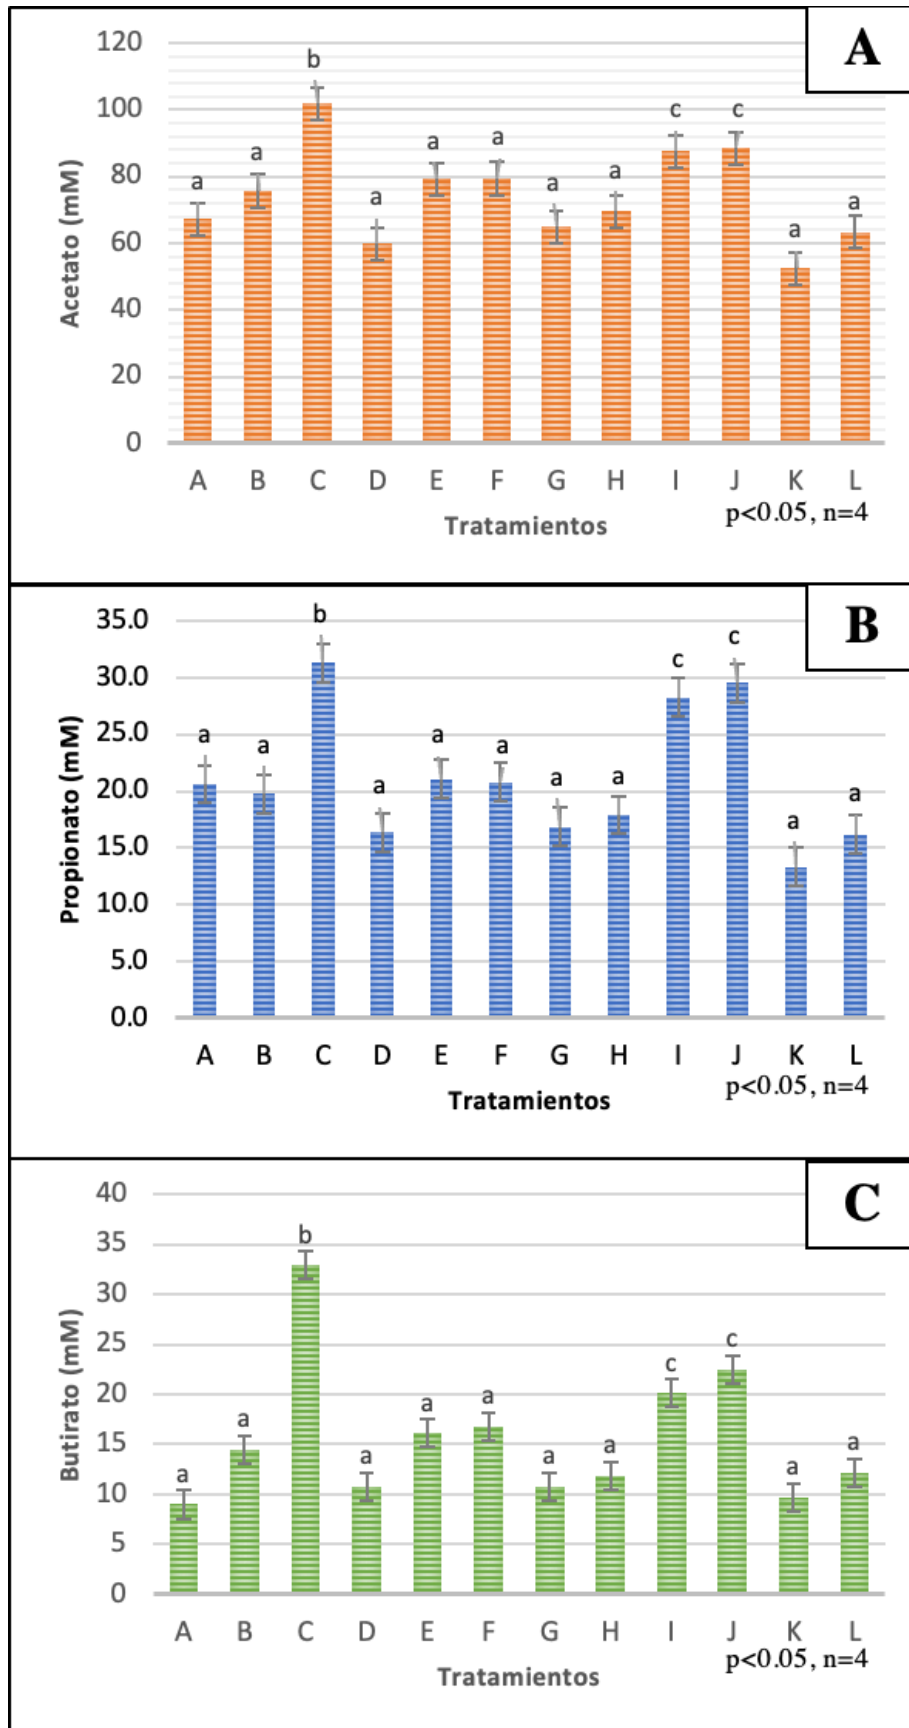 A
120
100
80
60
40
20
0
Acetato (mM)
a a b a a a a a c c a a
A B C D E F G H I J K L
Tratamientos
p<0.05, n=4
B
35.0
30.0
25.0
20.0
15.0
10.0
5.0
0.0
Propionato (mM)
a a b a a a a a c c a a
A B C D E F G H I J K L
Tratamientos
p<0.05, n=4
C
40
35
30
25
20
15
10
5
0
Butirato (mM)
a a b a a a a a c c a a
A B C D E F G H I J K L
Tratamientos
p<0.05, n=4